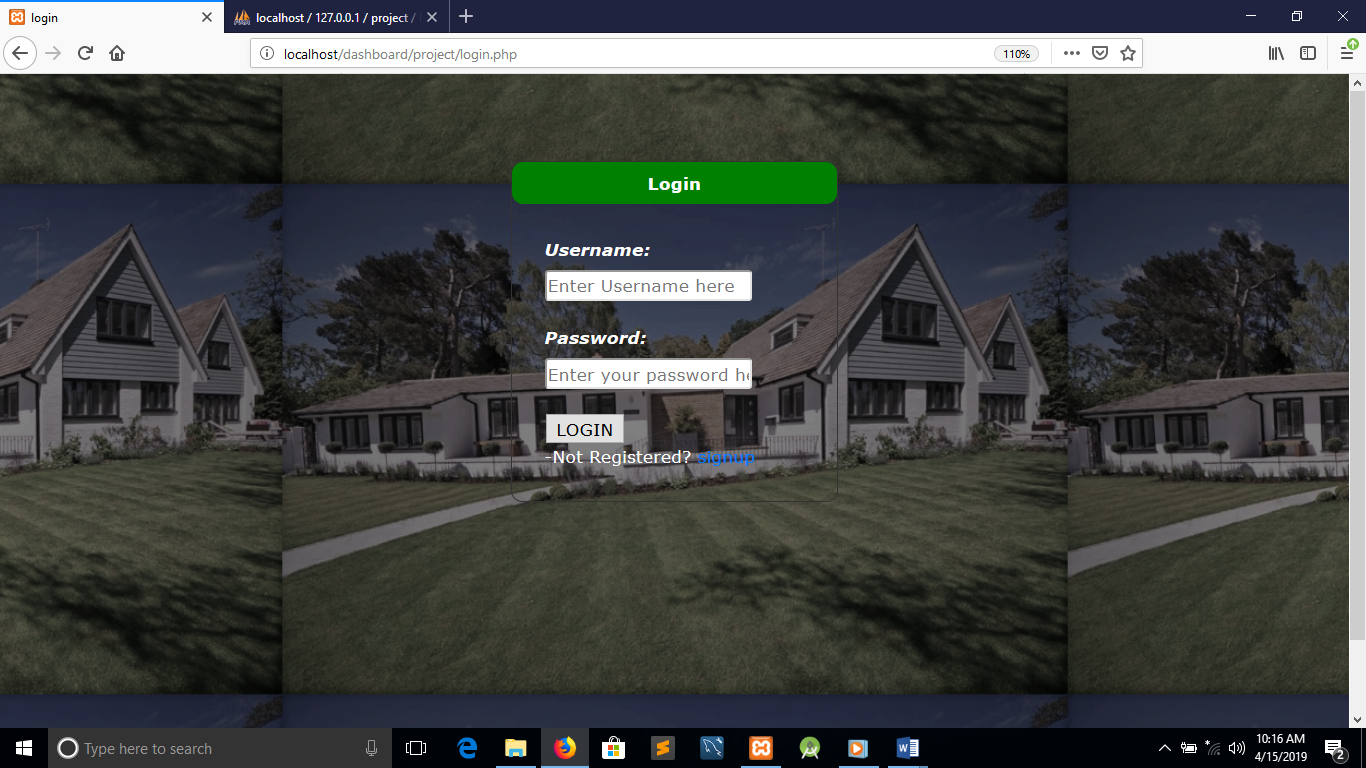 login
localhost / 127.0.0.1 / project /
localhost/dashboard/project/login.php
110%
Login
Username:
Enter Username here
Password:
Enter your password he
LOGIN
-Not Registered? signup
Type here to search
10:16 AM
4/15/2019
2